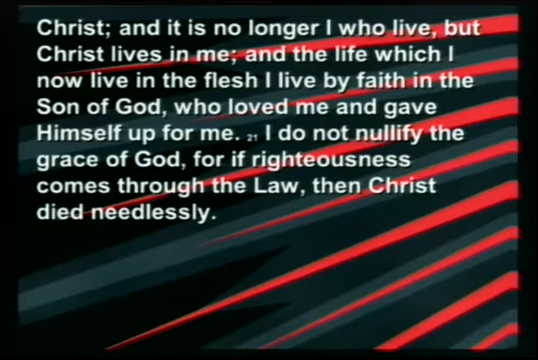 Christ; and it is no longer I who live, but
Christ lives in me; and the life which I
now live in the flesh I live by faith in the
Son of God, who loved me and gave
Himself up for me. 21 I do not nullify the
grace of God, for if righteousness
comes through the Law, then Christ
died needlessly.